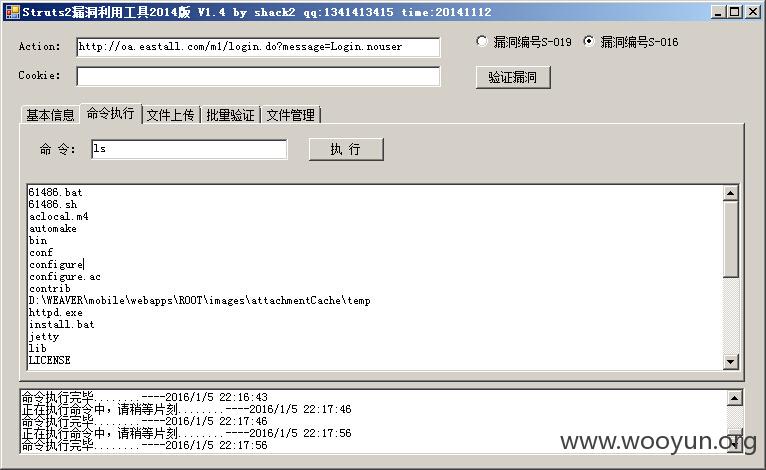 Struts2漏洞利用工具2014版 V1.4 by shack2 qq:1341413415 time:20141112
Action: http://oa.eastall.com/m1/login.do?message=Login.nouser 漏洞编号S-019 漏洞编号S-016
Cookie: 验证漏洞
基本信息 命令执行 文件上传 批量验证 文件管理
命 令: ls 执 行
61486.bat
61486.sh
aclocal.m4
automake
bin
conf
configure
configure.ac
contrib
D:\WEAVER\mobile\webapps\ROOT\images\attachmentCache\temp
httpd.exe
install.bat
jetty
lib
LICENSE
命令执行完毕........----2016/1/5 22:16:43
正在执行命令中，请稍等片刻........----2016/1/5 22:17:46
命令执行完毕........----2016/1/5 22:17:46
正在执行命令中，请稍等片刻........----2016/1/5 22:17:56
命令执行完毕........----2016/1/5 22:17:56
www.wooyun.org